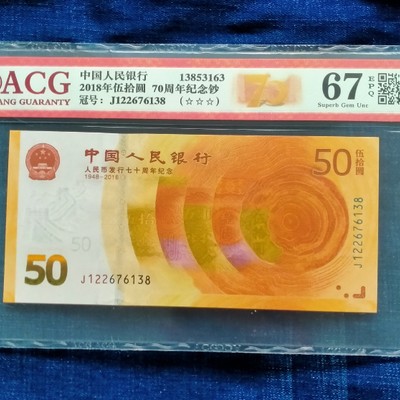 ACG
ANG GUARANTY
中国人民银行 13853163
2018年伍拾圓 70周年纪念钞
冠号: J122676138 (☆☆☆)
67 EPQ
Superb Gem Unc
中国人民银行
人民币发行七十周年纪念
1948-2018
50 伍拾圓
J122676138
50
50
J122676138